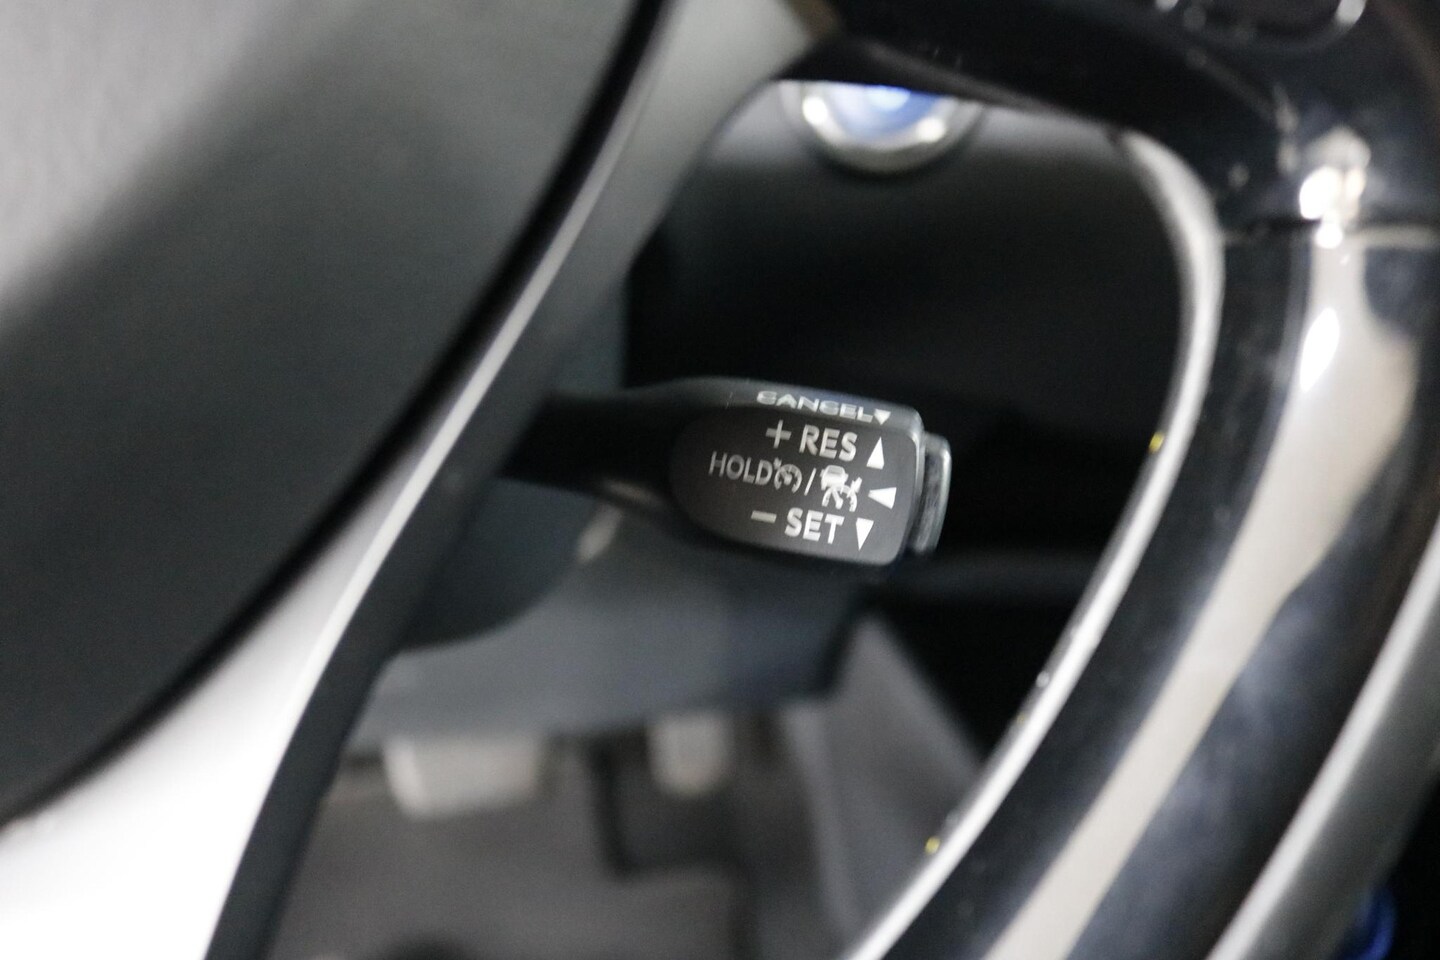 CANCEL▼
+ RES ▲
HOLD / ◀
− SET ▼